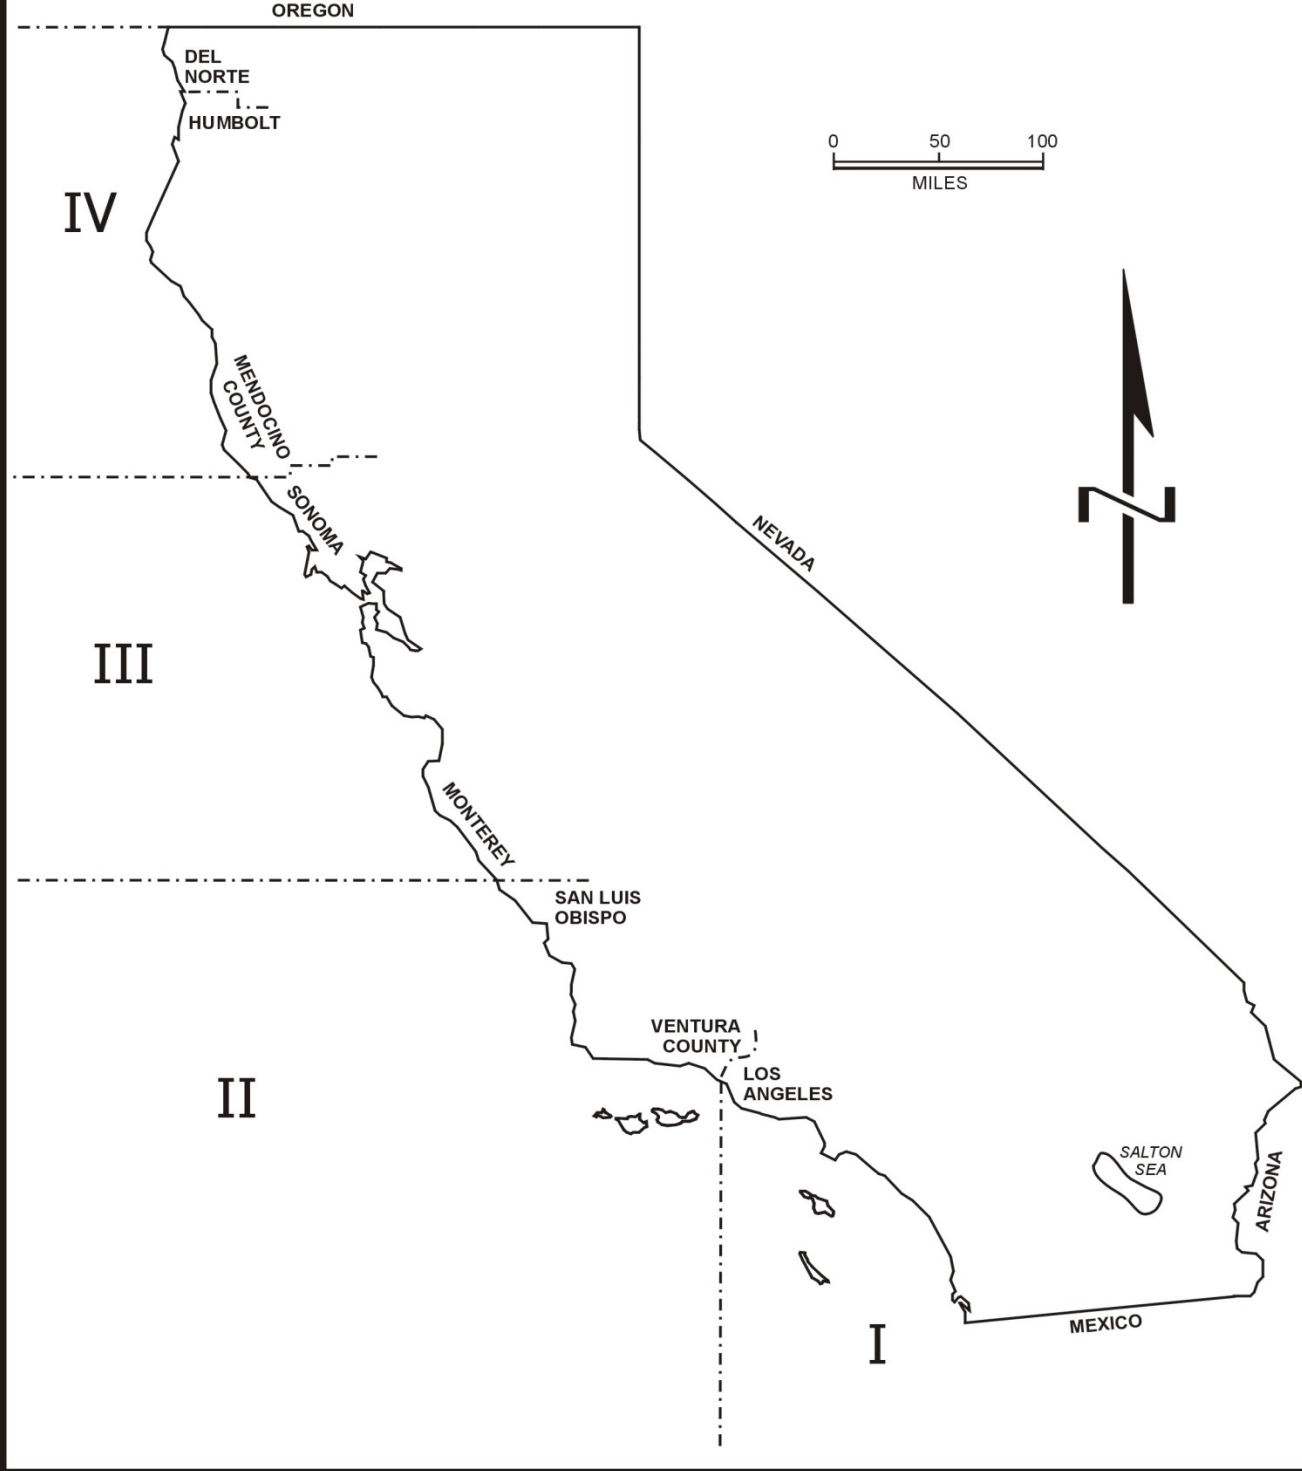 OREGON
DEL
NORTE
HUMBOLT
0 50 100
MILES
IV
MENDOCINO
COUNTY
SONOMA
NEVADA
III
MONTEREY
SAN LUIS
OBISPO
VENTURA
COUNTY
LOS
ANGELES
II
SALTON
SEA
ARIZONA
MEXICO
I